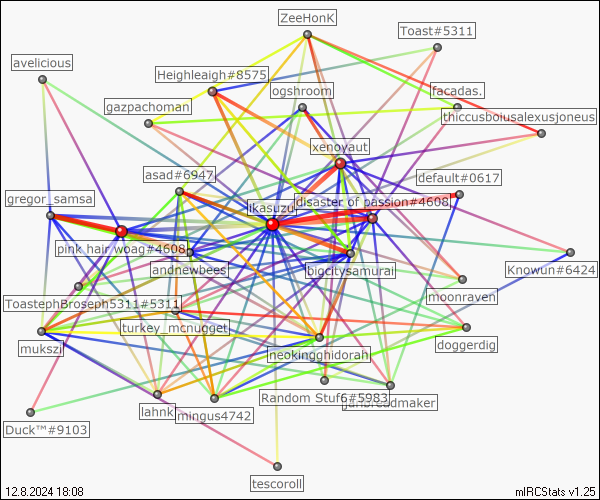 ZeeHonK
Toast#5311
avelicious
Heighleaigh#8575
ogshroom
facadas.
gazpachoman
thiccusboiusalexusjoneus
xenoyaut
asad#6947
default#0617
gregor_samsa
ikasuzu
disaster of passion#4608
pink hair woag#4608
andnewbees
bigcitysamurai
Knowun#6424
ToastephBroseph5311#5311
moonraven
turkey_mcnugget
mukszi
neokingghidorah
doggerdig
Random Stuf6#5983
junbreadmaker
lahnk
mingus4742
Duck™#9103
tescoroll
12.8.2024 18:08
mIRCStats v1.25